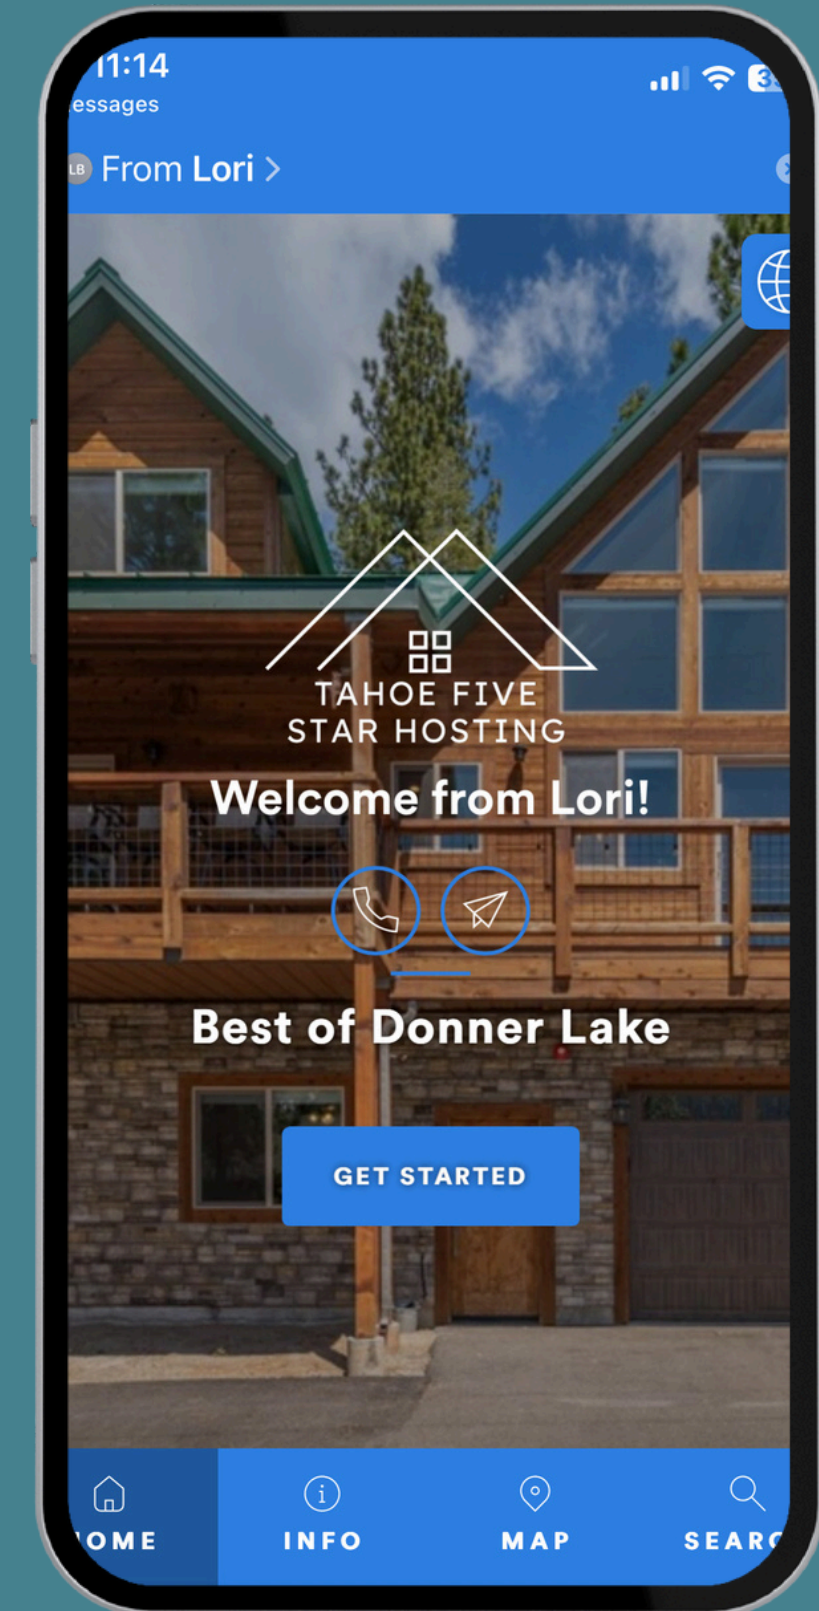 11:14
essages
LB From Lori >
TAHOE FIVE
STAR HOSTING
Welcome from Lori!
Best of Donner Lake
GET STARTED
OME INFO MAP SEARC